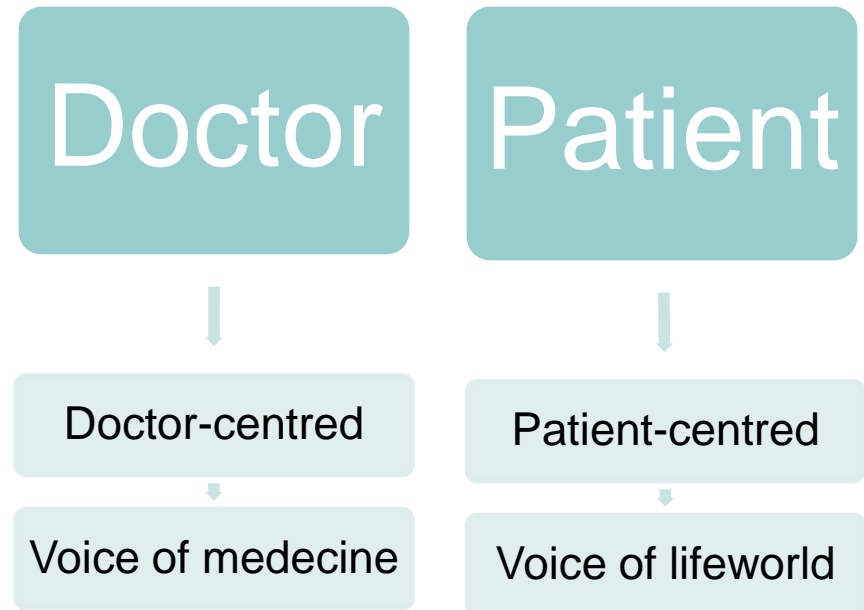 Doctor
Doctor-centred
Voice of medecine
Patient
Patient-centred
Voice of lifeworld